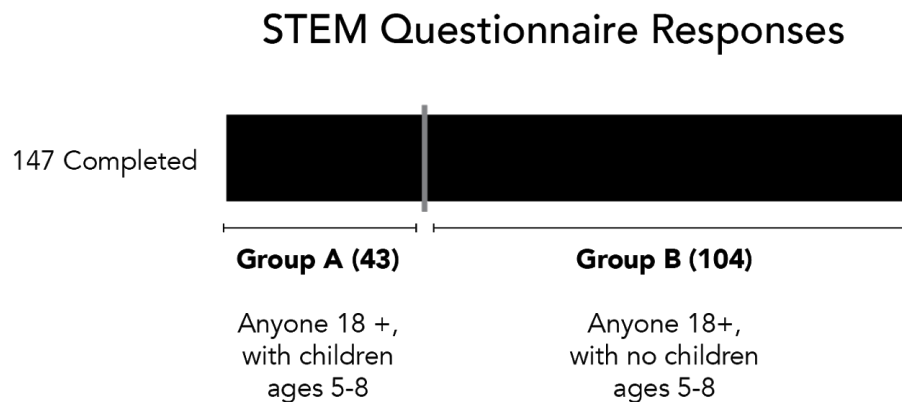 STEM Questionnaire Responses
147 Completed
Group A (43)
Group B (104)
Anyone 18 +,
with children
ages 5-8
Anyone 18+,
with no children
ages 5-8